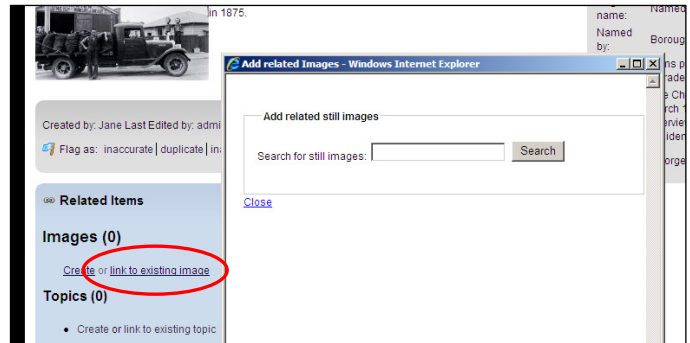 in 1875.
name:
Named
Named
by:
Borough
Add related Images - Windows Internet Explorer
Add related still images
Search for still images:
Search
Close
Created by: Jane Last Edited by: admi
Flag as: inaccurate | duplicate | in
Related Items
Images (0)
Create or link to existing image
Topics (0)
Create or link to existing topic